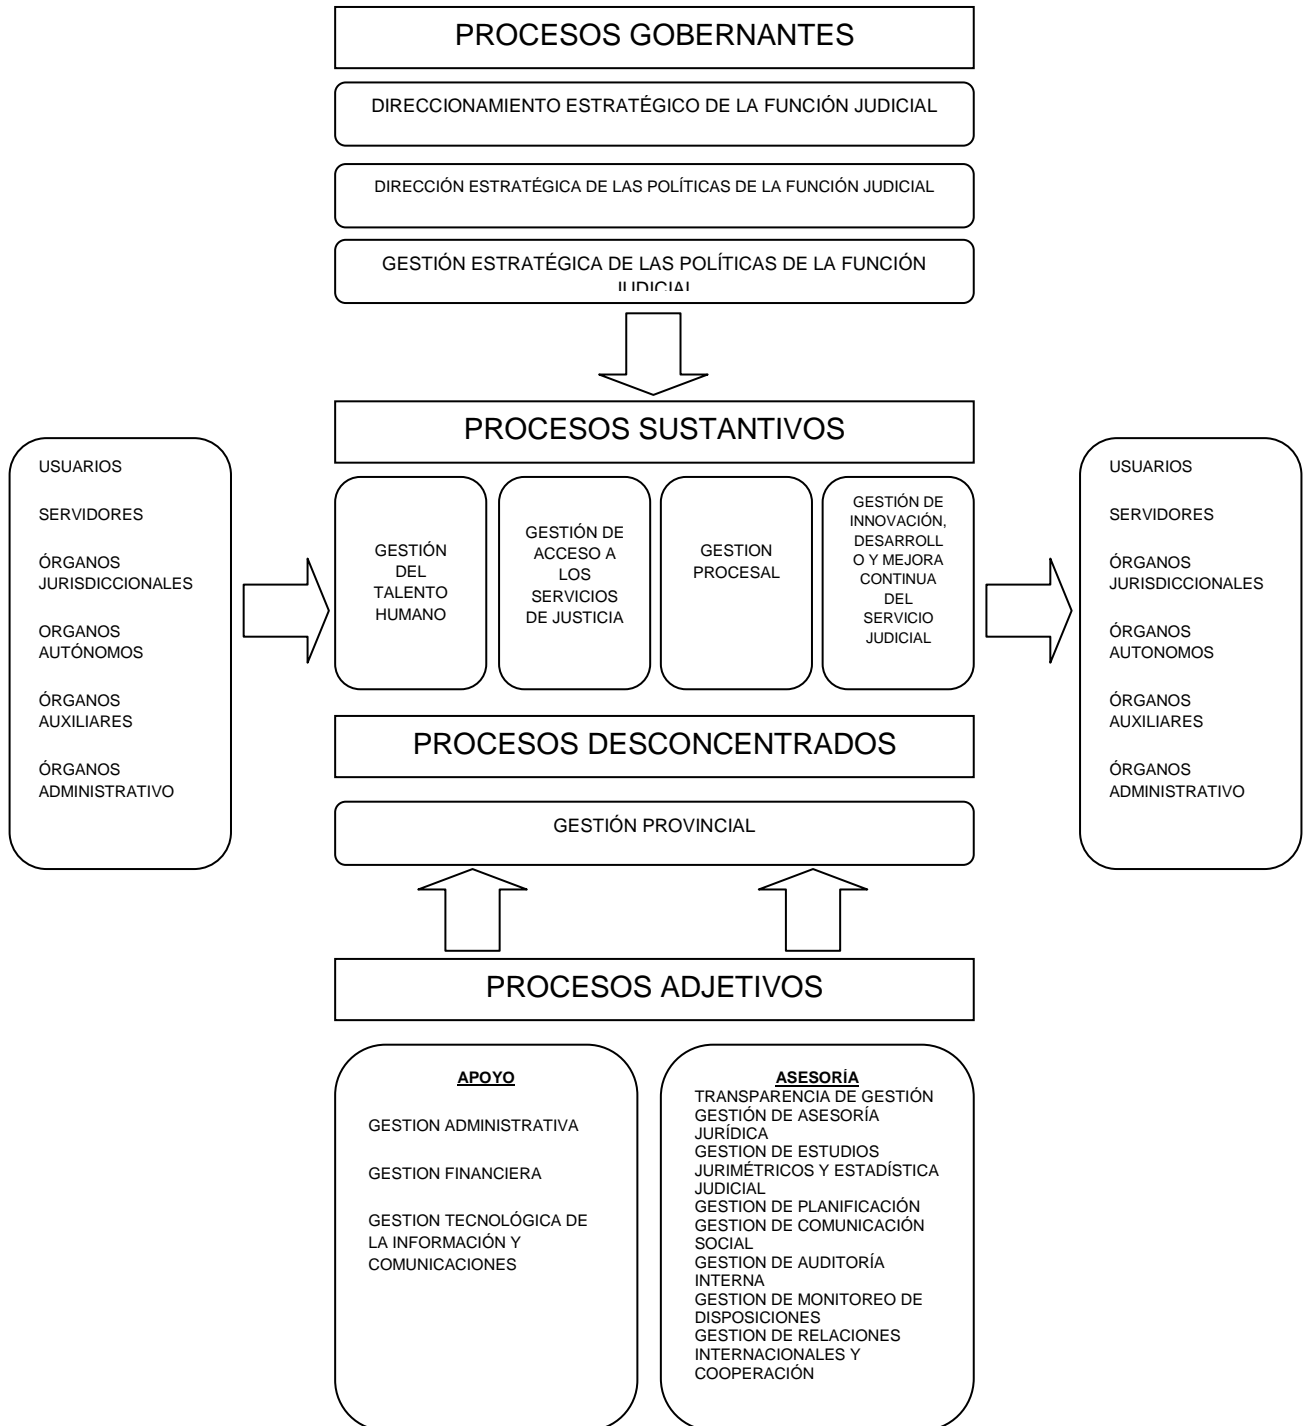 PROCESOS GOBERNANTES
DIRECCIONAMIENTO ESTRATÉGICO DE LA FUNCIÓN JUDICIAL
DIRECCIÓN ESTRATÉGICA DE LAS POLÍTICAS DE LA FUNCIÓN JUDICIAL
GESTIÓN ESTRATÉGICA DE LAS POLÍTICAS DE LA FUNCIÓN
JUDICIAL
PROCESOS SUSTANTIVOS
USUARIOS
SERVIDORES
ÓRGANOS
JURISDICCIONALES
ORGANOS
AUTÓNOMOS
ÓRGANOS
AUXILIARES
ÓRGANOS
ADMINISTRATIVO
GESTIÓN
DEL
TALENTO
HUMANO
GESTIÓN DE
ACCESO A
LOS
SERVICIOS
DE JUSTICIA
GESTION
PROCESAL
GESTIÓN DE
INNOVACIÓN,
DESARROLL
O Y MEJORA
CONTINUA
DEL
SERVICIO
JUDICIAL
USUARIOS
SERVIDORES
ÓRGANOS
JURISDICCIONALES
ÓRGANOS
AUTONOMOS
ÓRGANOS
AUXILIARES
ÓRGANOS
ADMINISTRATIVO
PROCESOS DESCONCENTRADOS
GESTIÓN PROVINCIAL
PROCESOS ADJETIVOS
APOYO
GESTION ADMINISTRATIVA
GESTION FINANCIERA
GESTION TECNOLÓGICA DE
LA INFORMACIÓN Y
COMUNICACIONES
ASESORÍA
TRANSPARENCIA DE GESTIÓN
GESTIÓN DE ASESORÍA
JURÍDICA
GESTION DE ESTUDIOS
JURIMÉTRICOS Y ESTADÍSTICA
JUDICIAL
GESTION DE PLANIFICACIÓN
GESTION DE COMUNICACIÓN
SOCIAL
GESTION DE AUDITORÍA
INTERNA
GESTION DE MONITOREO DE
DISPOSICIONES
GESTION DE RELACIONES
INTERNACIONALES Y
COOPERACIÓN